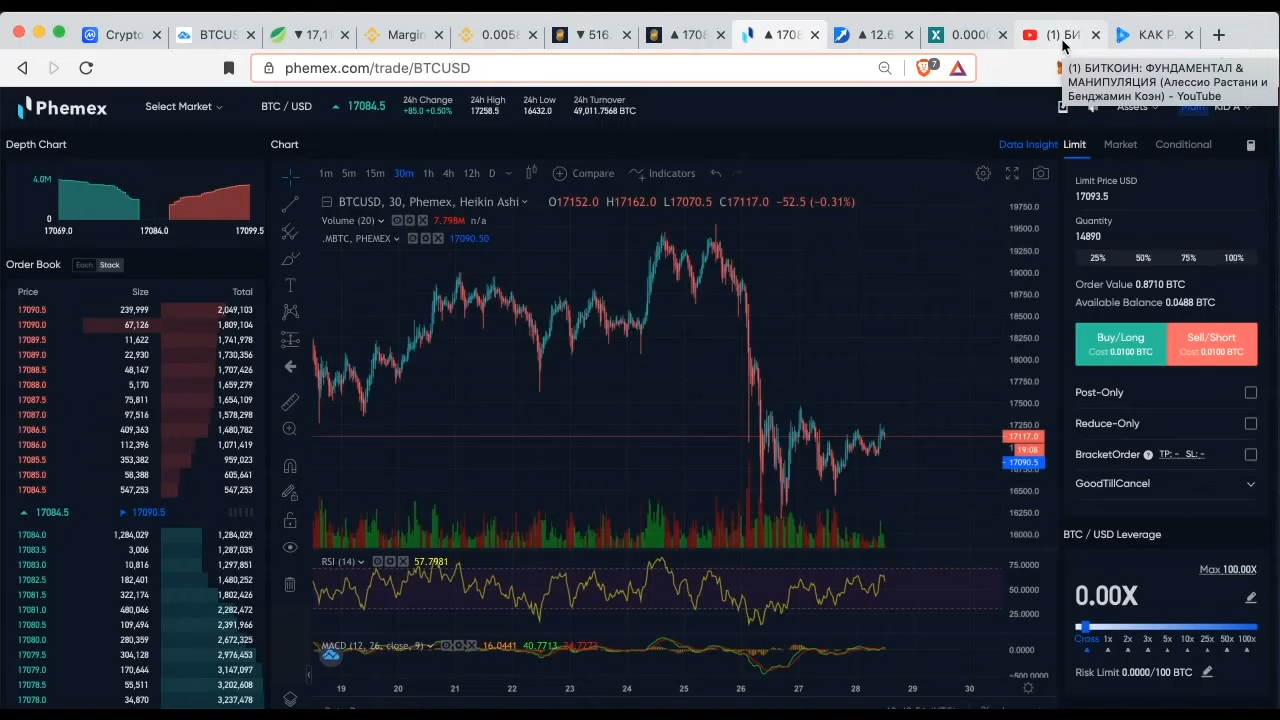 Crypto
BTCUS
▼ 17,11
Margin
0.0058
▼ 516.
▲ 1708
▲ 1708
▲ 12.6
0.000
(1) БИ
КАК Р
phemex.com/trade/BTCUSD
7
(1) БИТКОИН: ФУНДАМЕНТАЛ &
МАНИПУЛЯЦИЯ (Алессио Растани и
Бенджамин Коэн) - YouTube
Phemex
Select Market
BTC / USD
17084.5
24h Change
+85.0 +0.50%
24h High
17258.5
24h Low
16432.0
24h Turnover
49,011.7568 BTC
Assets
Main
KID A
Depth Chart
4.0M
0
17069.0 17084.0 17099.5
Order Book Each Stack
Price Size Total
17090.5 239,999 2,049,103
17090.0 67,126 1,809,104
17089.5 11,622 1,741,978
17089.0 22,930 1,730,356
17088.5 48,147 1,707,426
17088.0 5,170 1,659,279
17087.5 75,811 1,654,109
17087.0 97,516 1,578,298
17086.5 409,363 1,480,782
17086.0 112,396 1,071,419
17085.5 353,382 959,023
17085.0 58,388 605,641
17084.5 547,253 547,253
17084.5 17090.5
17084.0 1,284,029 1,284,029
17083.5 3,006 1,287,035
17083.0 10,816 1,297,851
17082.5 182,401 1,480,252
17081.5 322,174 1,802,426
17081.0 480,046 2,282,472
17080.5 109,494 2,391,966
17080.0 280,359 2,672,325
17079.5 304,128 2,976,453
17079.0 170,644 3,147,097
17078.5 55,511 3,202,608
17078.0 34,870 3,237,478
Chart
Data Insight
1m 5m 15m 30m 1h 4h 12h D
Compare
Indicators
BTCUSD, 30, Phemex, Heikin Ashi
O17152.0 H17162.0 L17070.5 C17117.0 −52.5 (−0.31%)
Volume (20) 7.798M n/a
.MBTC, PHEMEX 17090.50
19750.0
19500.0
19250.0
19000.0
18750.0
18500.0
18250.0
18000.0
17750.0
17500.0
17250.0
17117.0
19:08
17090.5
16750.0
16500.0
16250.0
16000.0
RSI (14) 57.7981
75.0000
50.0000
25.0000
MACD (12, 26, close, 9) 16.0441 40.7713
0.0000
−500.0000
19 20 21 22 23 24 25 26 27 28 29 30
Limit Market Conditional
Limit Price USD
17093.5
Quantity
14890
25% 50% 75% 100%
Order Value 0.8710 BTC
Available Balance 0.0488 BTC
Buy/Long
Cost 0.0100 BTC
Sell/Short
Cost 0.0100 BTC
Post-Only
Reduce-Only
BracketOrder TP: - SL: -
GoodTillCancel
BTC / USD Leverage
Max 100.00X
0.00X
Cross 1x 2x 3x 5x 10x 25x 50x 100x
Risk Limit 0.0000/100 BTC